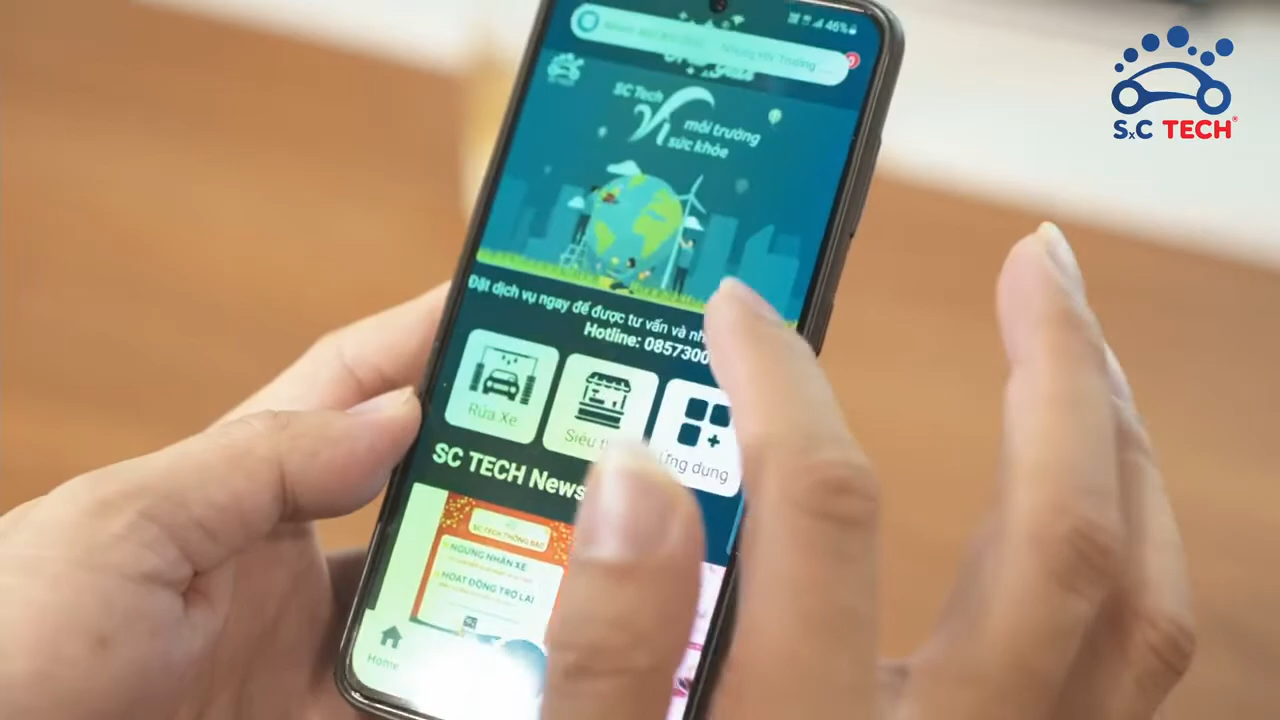 46%
SxC TECH®
SC Tech
Vì môi trường
sức khỏe
Đặt dịch vụ ngay để được tư vấn và
Hotline: 0857300
Rửa Xe
Siêu
Ứng dụng
SC TECH News
SC TECH THÔNG BÁO
NGƯNG NHẬN XE
HOẠT ĐỘNG TRỞ LẠI
Home